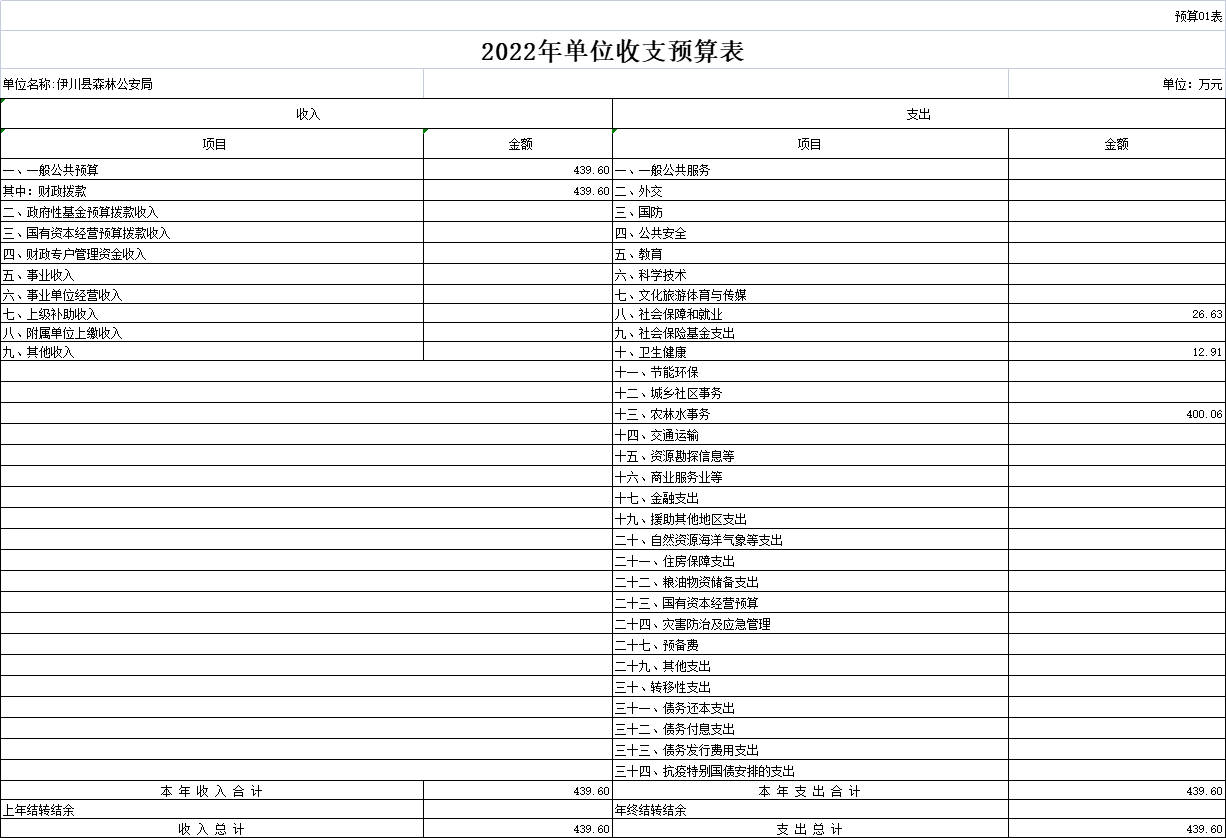 预算01表
2022年单位收支预算表
单位名称:伊川县森林公安局 单位：万元
收入 支出
项目 金额 项目 金额
一、一般公共预算 439.60 一、一般公共服务
其中：财政拨款 439.60 二、外交
二、政府性基金预算拨款收入 三、国防
三、国有资本经营预算拨款收入 四、公共安全
四、财政专户管理资金收入 五、教育
五、事业收入 六、科学技术
六、事业单位经营收入 七、文化旅游体育与传媒
七、上级补助收入 八、社会保障和就业 26.63
八、附属单位上缴收入 九、社会保险基金支出
九、其他收入 十、卫生健康 12.91
十一、节能环保
十二、城乡社区事务
十三、农林水事务 400.06
十四、交通运输
十五、资源勘探信息等
十六、商业服务业等
十七、金融支出
十九、援助其他地区支出
二十、自然资源海洋气象等支出
二十一、住房保障支出
二十二、粮油物资储备支出
二十三、国有资本经营预算
二十四、灾害防治及应急管理
二十七、预备费
二十九、其他支出
三十、转移性支出
三十一、债务还本支出
三十二、债务付息支出
三十三、债务发行费用支出
三十四、抗疫特别国债安排的支出
本 年 收 入 合 计 439.60 本 年 支 出 合 计 439.60
上年结转结余 年终结转结余
收 入 总 计 439.60 支 出 总 计 439.60